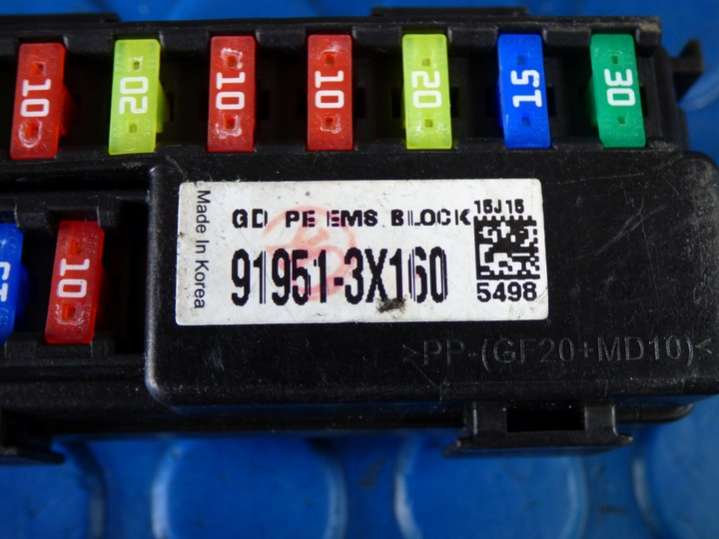 10 20 10 10 20 15 30
15 10
Made In Korea
GD PE EMS BLOCK
15J15
91951-3X160
5498
>PP-(GF20+MD10)<